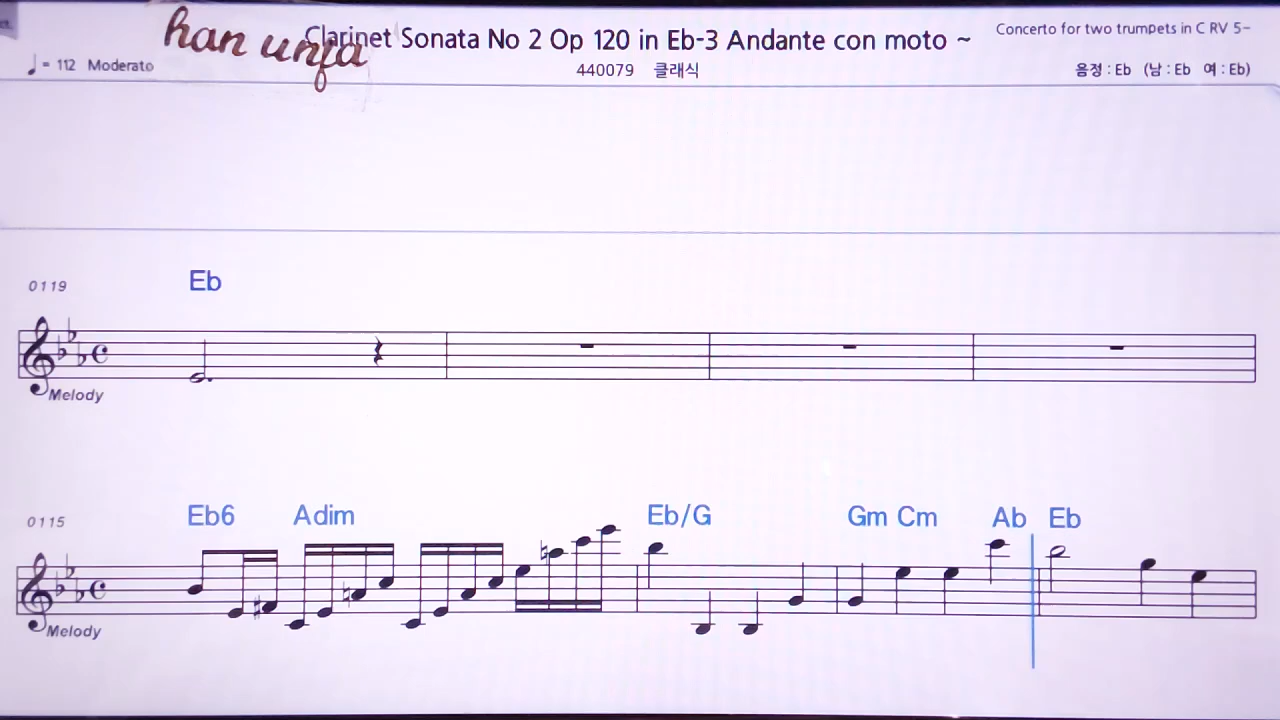 han unfa
Clarinet Sonata No 2 Op 120 in Eb-3 Andante con moto ~
Concerto for two trumpets in C RV 5~
♩ = 112 Moderato
440079 클래식
음정 : Eb (남 : Eb 여 : Eb)
0119 Eb
Melody
0115 Eb6 Adim Eb/G Gm Cm Ab Eb
Melody